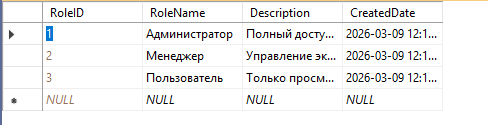 RoleID RoleName Description CreatedDate
1 Администратор Полный досту... 2026-03-09 12:1...
2 Менеджер Управление эк... 2026-03-09 12:1...
3 Пользователь Только просм... 2026-03-09 12:1...
NULL NULL NULL NULL